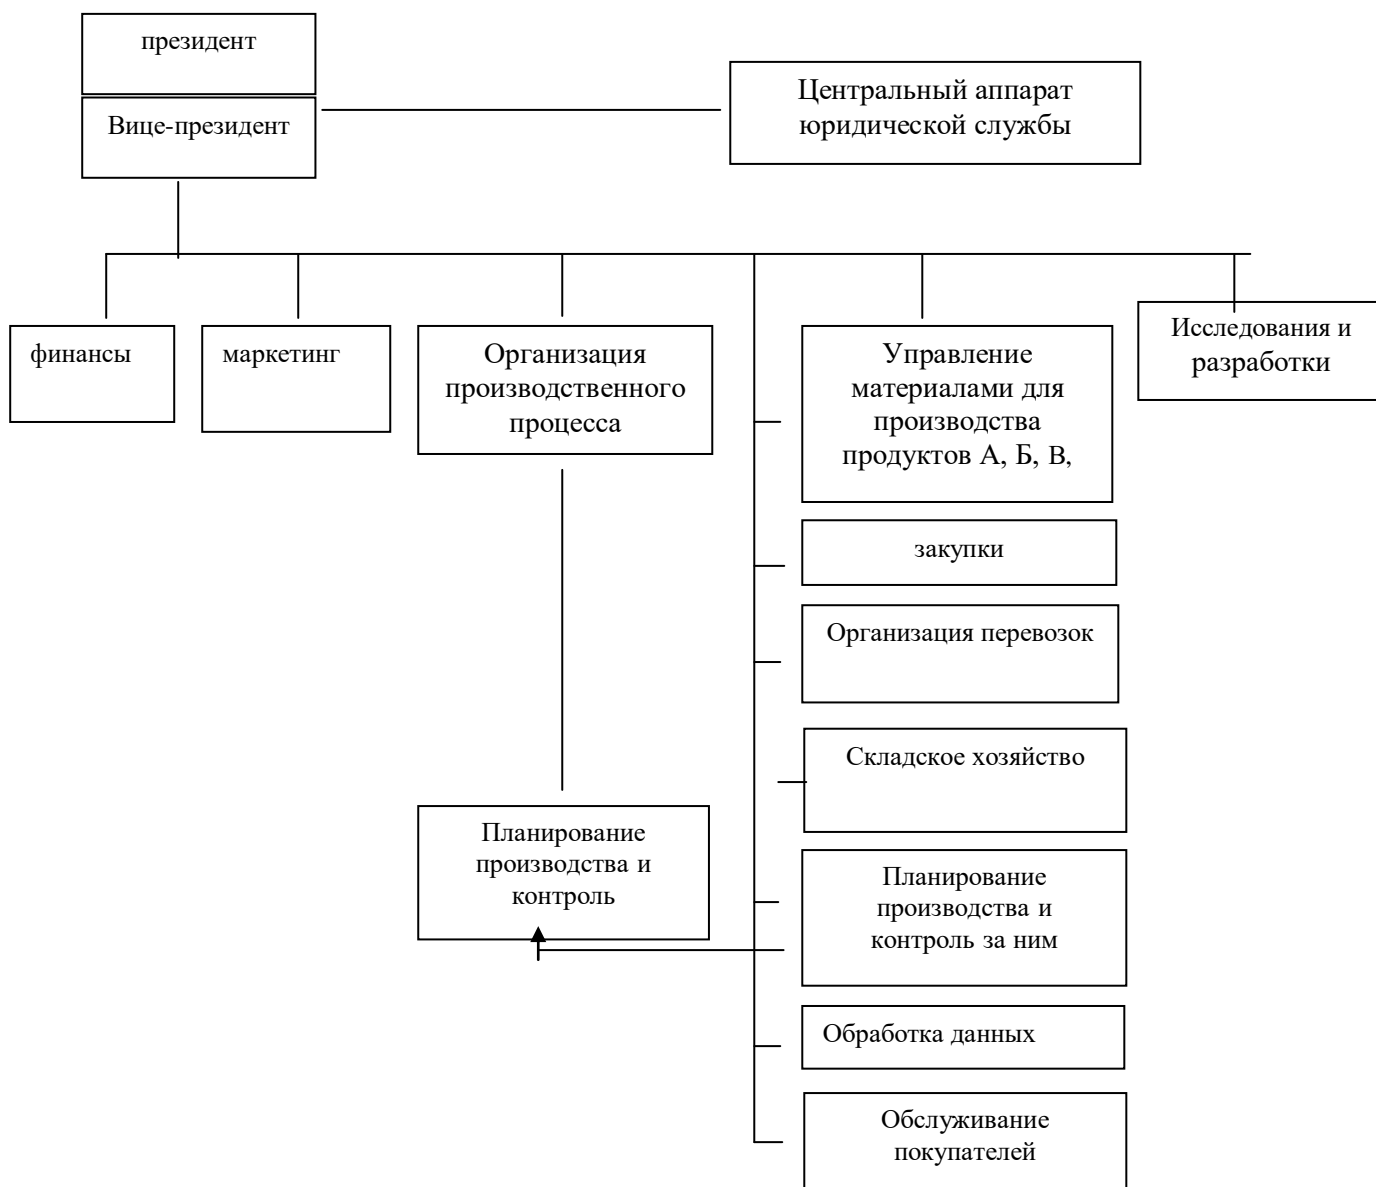 президент
Вице-президент
Центральный аппарат
юридической службы
финансы
маркетинг
Организация
производственного
процесса
Управление
материалами для
производства
продуктов А, Б, В,
Исследования и
разработки
закупки
Организация перевозок
Складское хозяйство
Планирование
производства и
контроль
Планирование
производства и
контроль за ним
Обработка данных
Обслуживание
покупателей